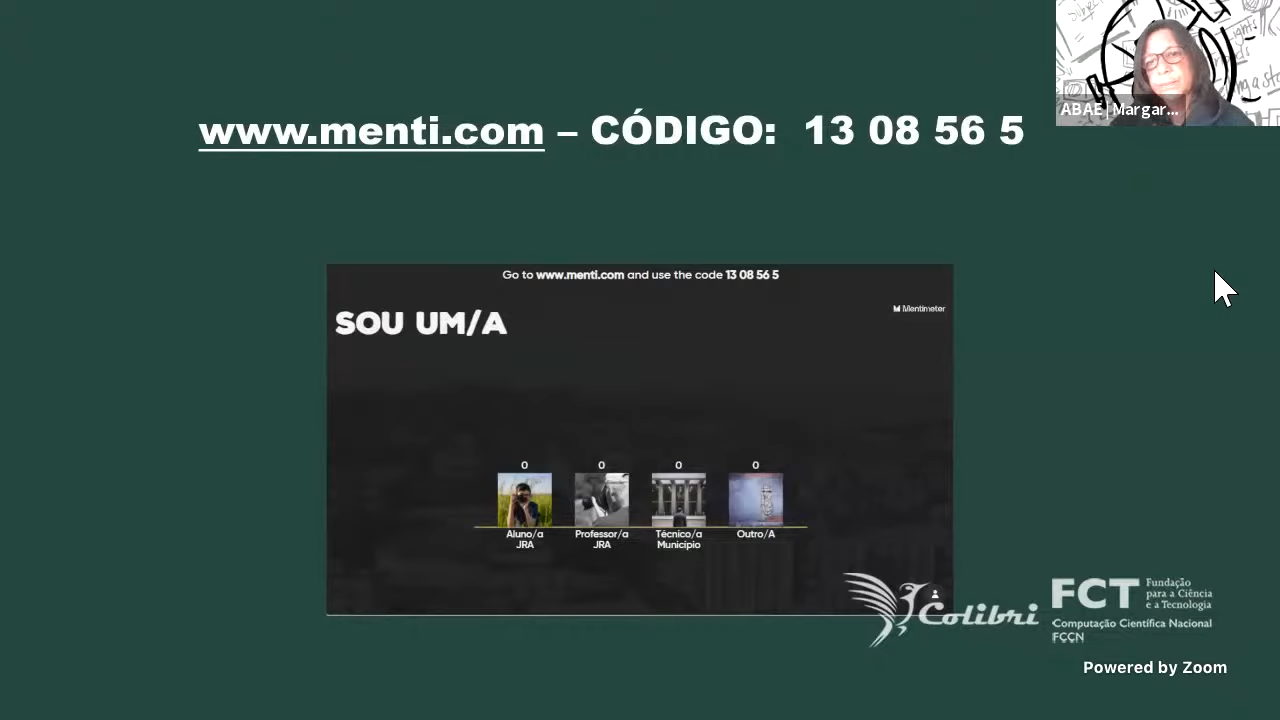 ABAE | Margar...
www.menti.com – CÓDIGO: 13 08 56 5
Go to www.menti.com and use the code 13 08 56 5
Mentimeter
SOU UM/A
0 0 0 0
Aluno/a Professor/a Técnico/a Outro/A
JRA JRA Município
Colibri
FCT Fundação
para a Ciência
e a Tecnologia
Computação Científica Nacional
FCCN
Powered by Zoom